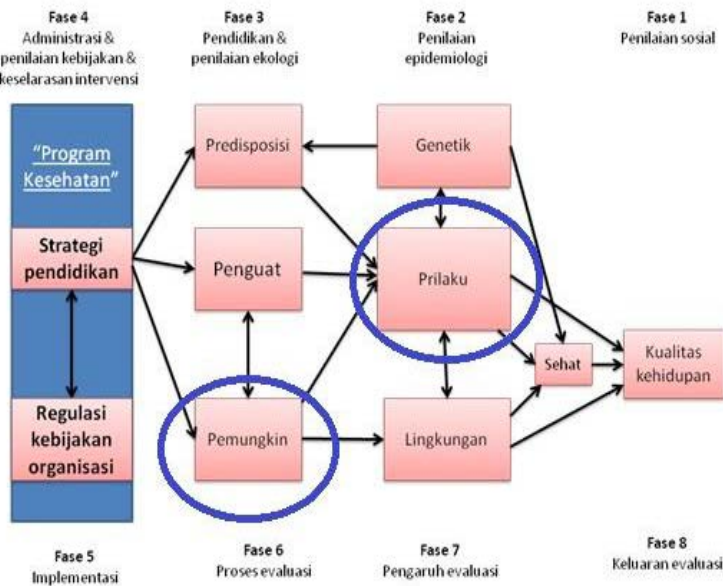 Fase 4
Administrasi &
penilaian kebijakan &
keselarasan intervensi
Fase 3
Pendidikan &
penilaian ekologi
Fase 2
Penilaian
epidemiologi
Fase 1
Penilaian sosial
"Program
Kesehatan"
Strategi
pendidikan
Regulasi
kebijakan
organisasi
Predisposisi
Penguat
Pemungkin
Genetik
Prilaku
Lingkungan
Sehat
Kualitas
kehidupan
Fase 5
Implementasi
Fase 6
Proses evaluasi
Fase 7
Pengaruh evaluasi
Fase 8
Keluaran evaluasi